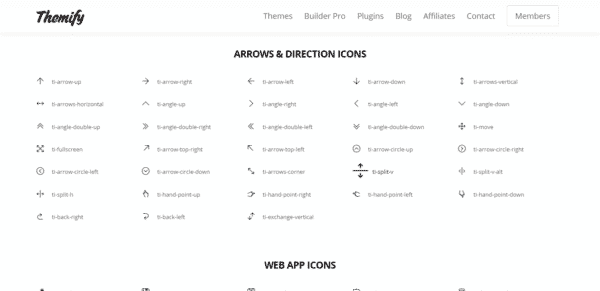 Themify
Themes Builder Pro Plugins Blog Affiliates Contact Members
ARROWS & DIRECTION ICONS
ti-arrow-up ti-arrow-right ti-arrow-left ti-arrow-down ti-arrows-vertical
ti-arrows-horizontal ti-angle-up ti-angle-right ti-angle-left ti-angle-down
ti-angle-double-up ti-angle-double-right ti-angle-double-left ti-angle-double-down ti-move
ti-fullscreen ti-arrow-top-right ti-arrow-top-left ti-arrow-circle-up ti-arrow-circle-right
ti-arrow-circle-left ti-arrow-circle-down ti-arrows-corner ti-split-v ti-split-v-alt
ti-split-h ti-hand-point-up ti-hand-point-right ti-hand-point-left ti-hand-point-down
ti-back-right ti-back-left ti-exchange-vertical
WEB APP ICONS